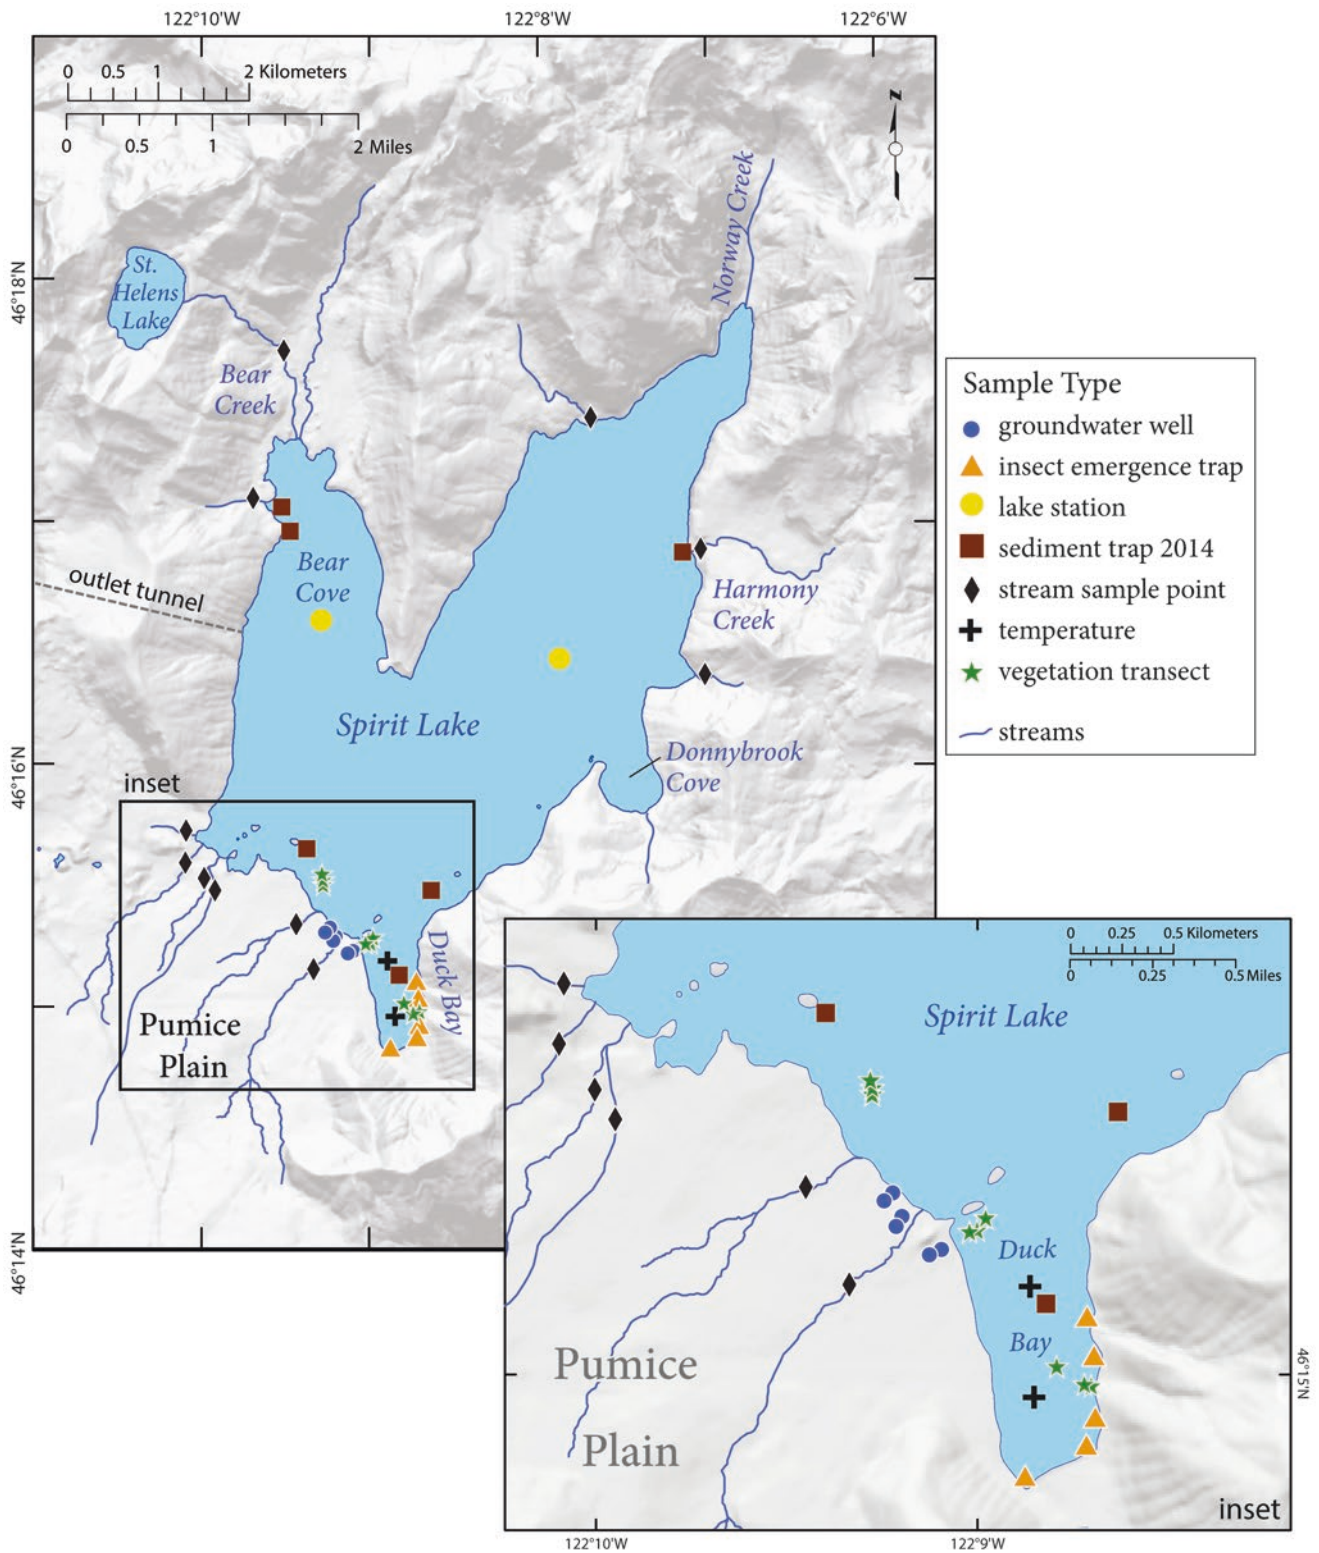 122°10'W
122°8'W
122°6'W
0 0.5 1 2 Kilometers
0 0.5 1 2 Miles
z
46°18'N
46°16'N
46°14'N
St.
Helens
Lake
Bear
Creek
Norway Creek
outlet tunnel
Bear
Cove
Harmony
Creek
Spirit Lake
Donnybrook
Cove
inset
Duck Bay
Pumice
Plain
Sample Type
groundwater well
insect emergence trap
lake station
sediment trap 2014
stream sample point
temperature
vegetation transect
streams
0 0.25 0.5 Kilometers
0 0.25 0.5 Miles
Spirit Lake
Duck
Bay
Pumice
Plain
46°15'N
inset
122°10'W
122°9'W